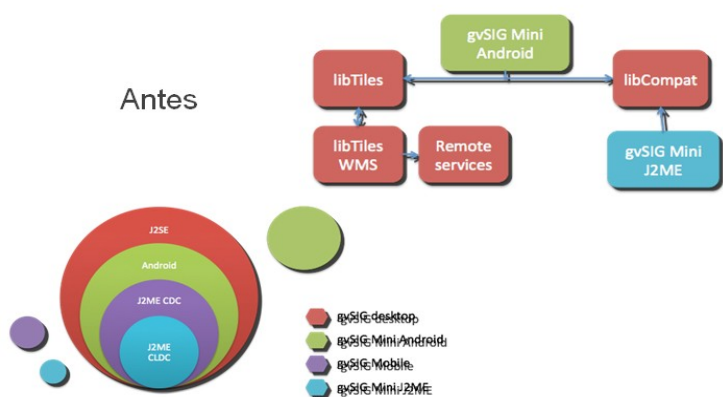 Antes
gvSIG Mini
Android
libTiles
libCompat
libTiles
WMS
Remote
services
gvSIG Mini
J2ME
J2SE
Android
J2ME CDC
J2ME
CLDC
gvSIG desktop
gvSIG Mini Android
gvSIG Mobile
gvSIG Mini J2ME